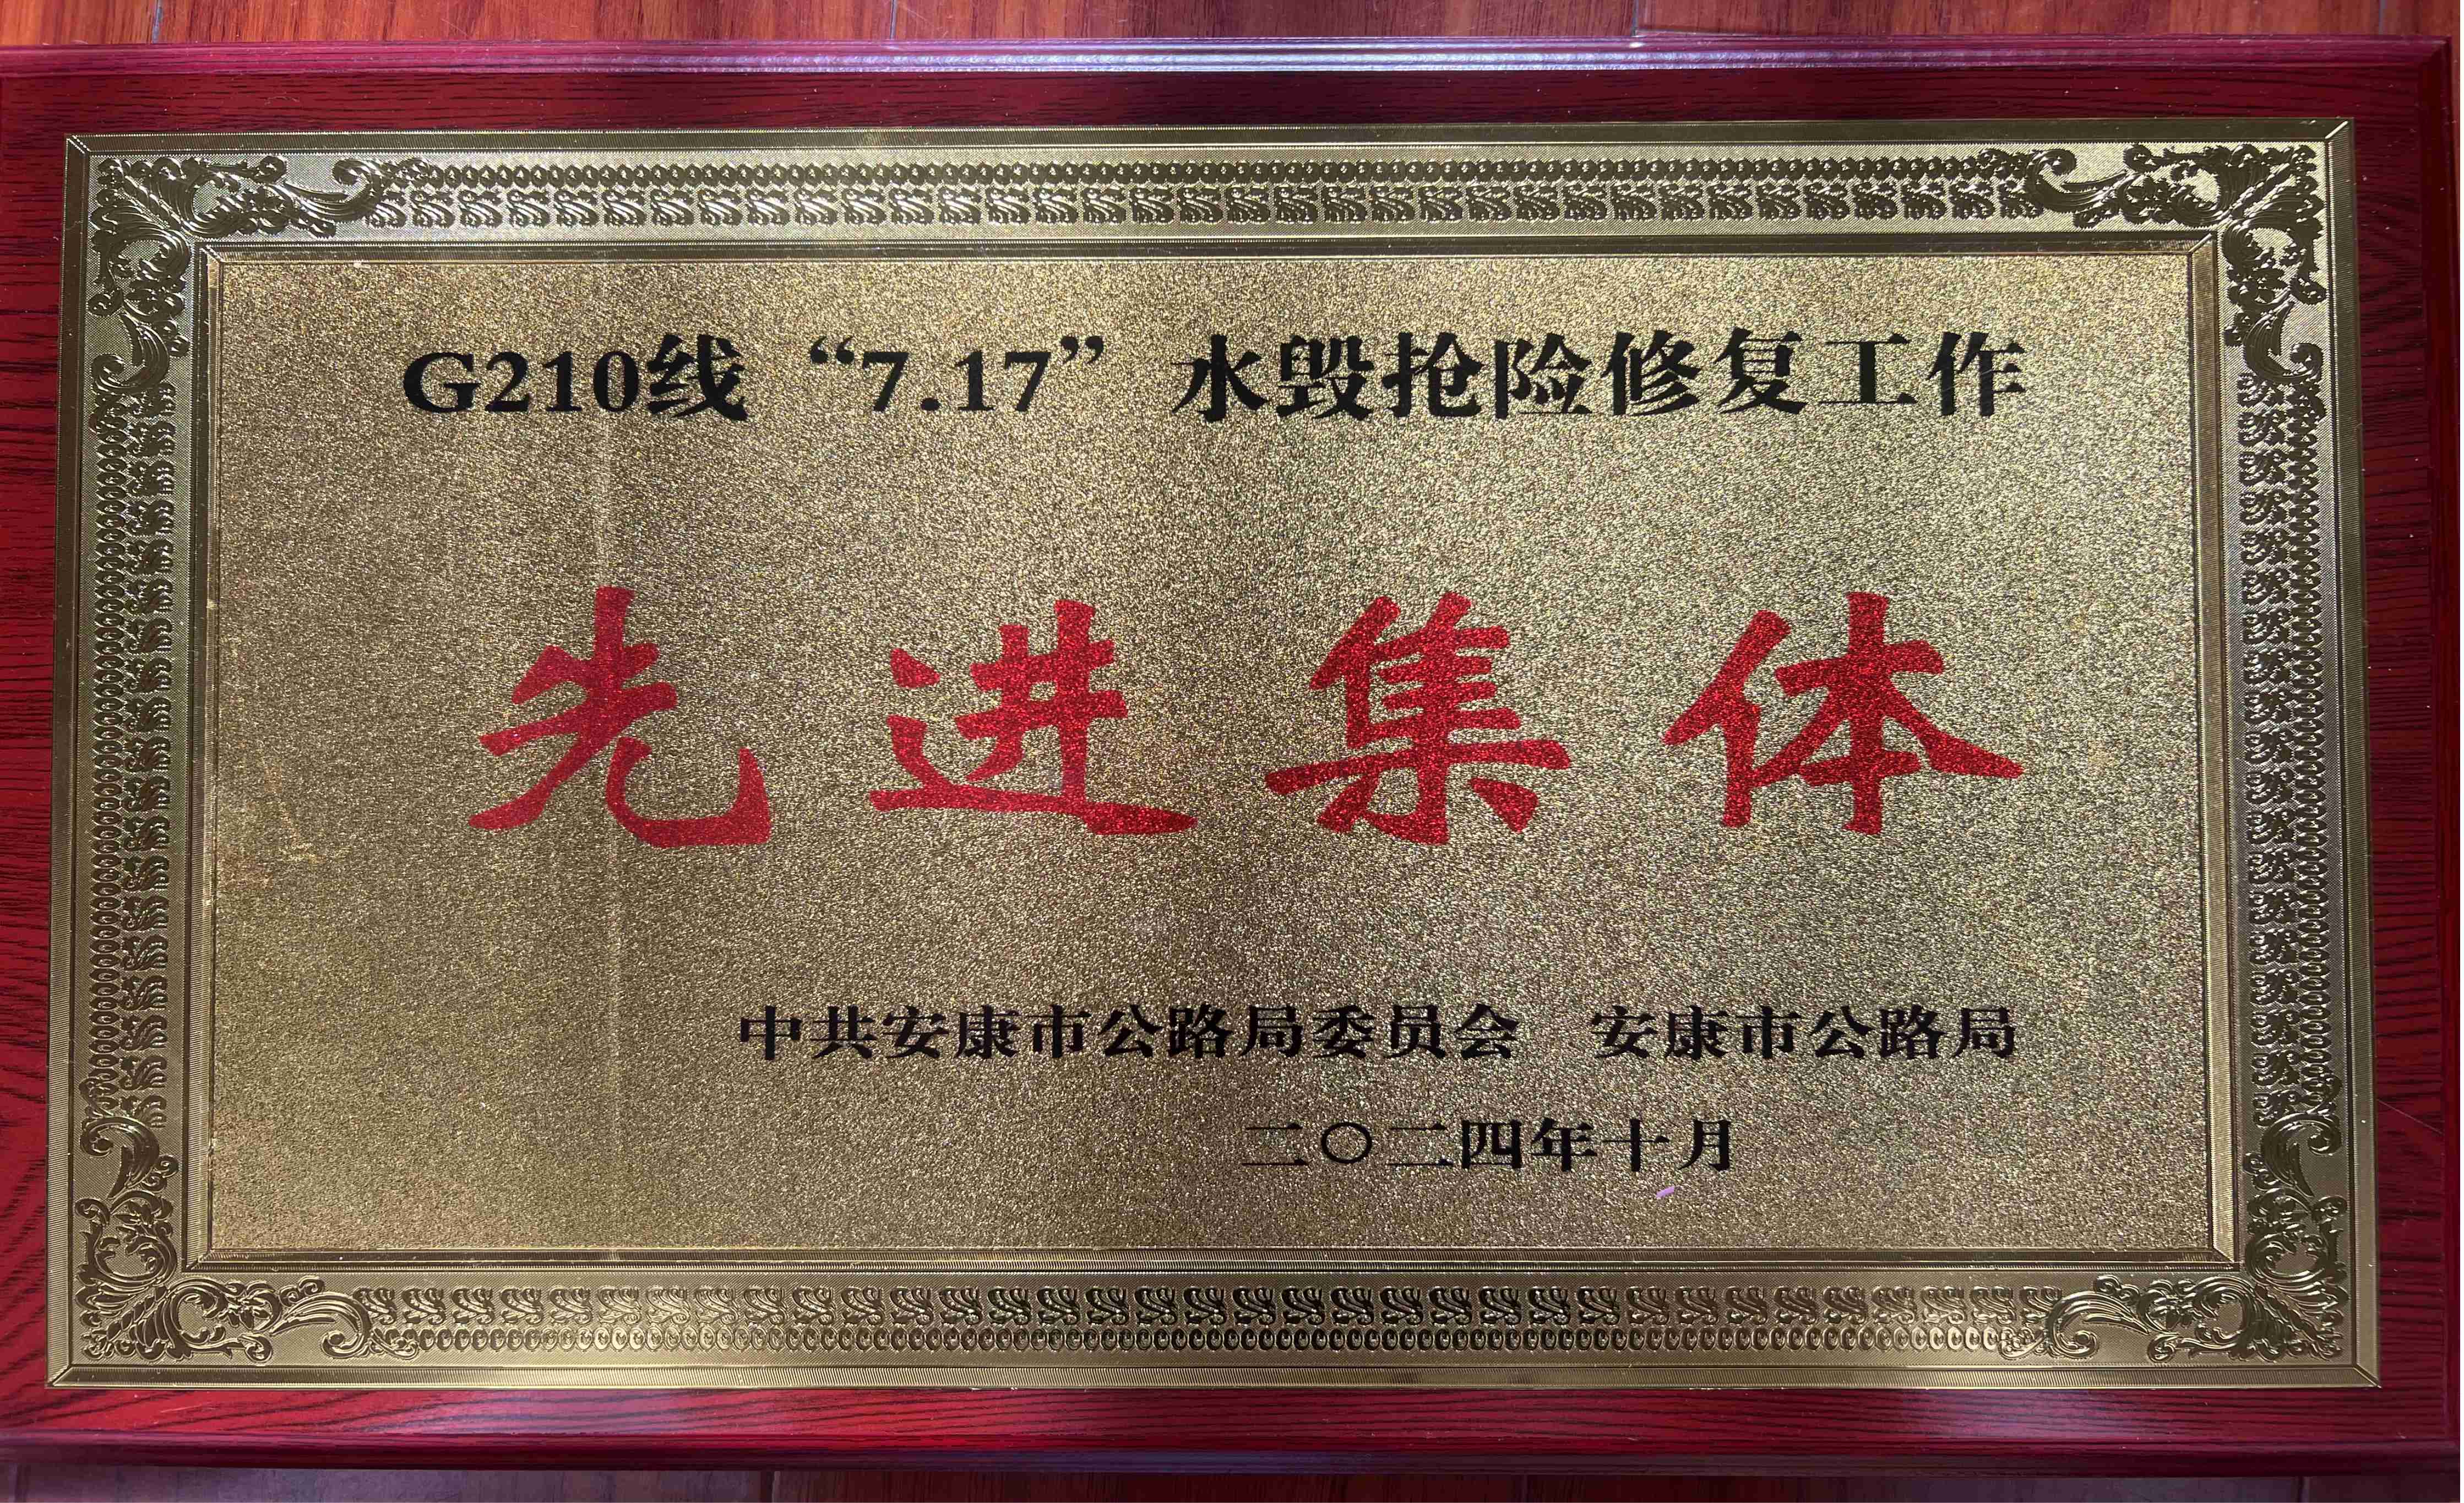 G210线“7.17”水毁抢险修复工作
先进集体
中共安康市公路局委员会　安康市公路局
二〇二四年十月